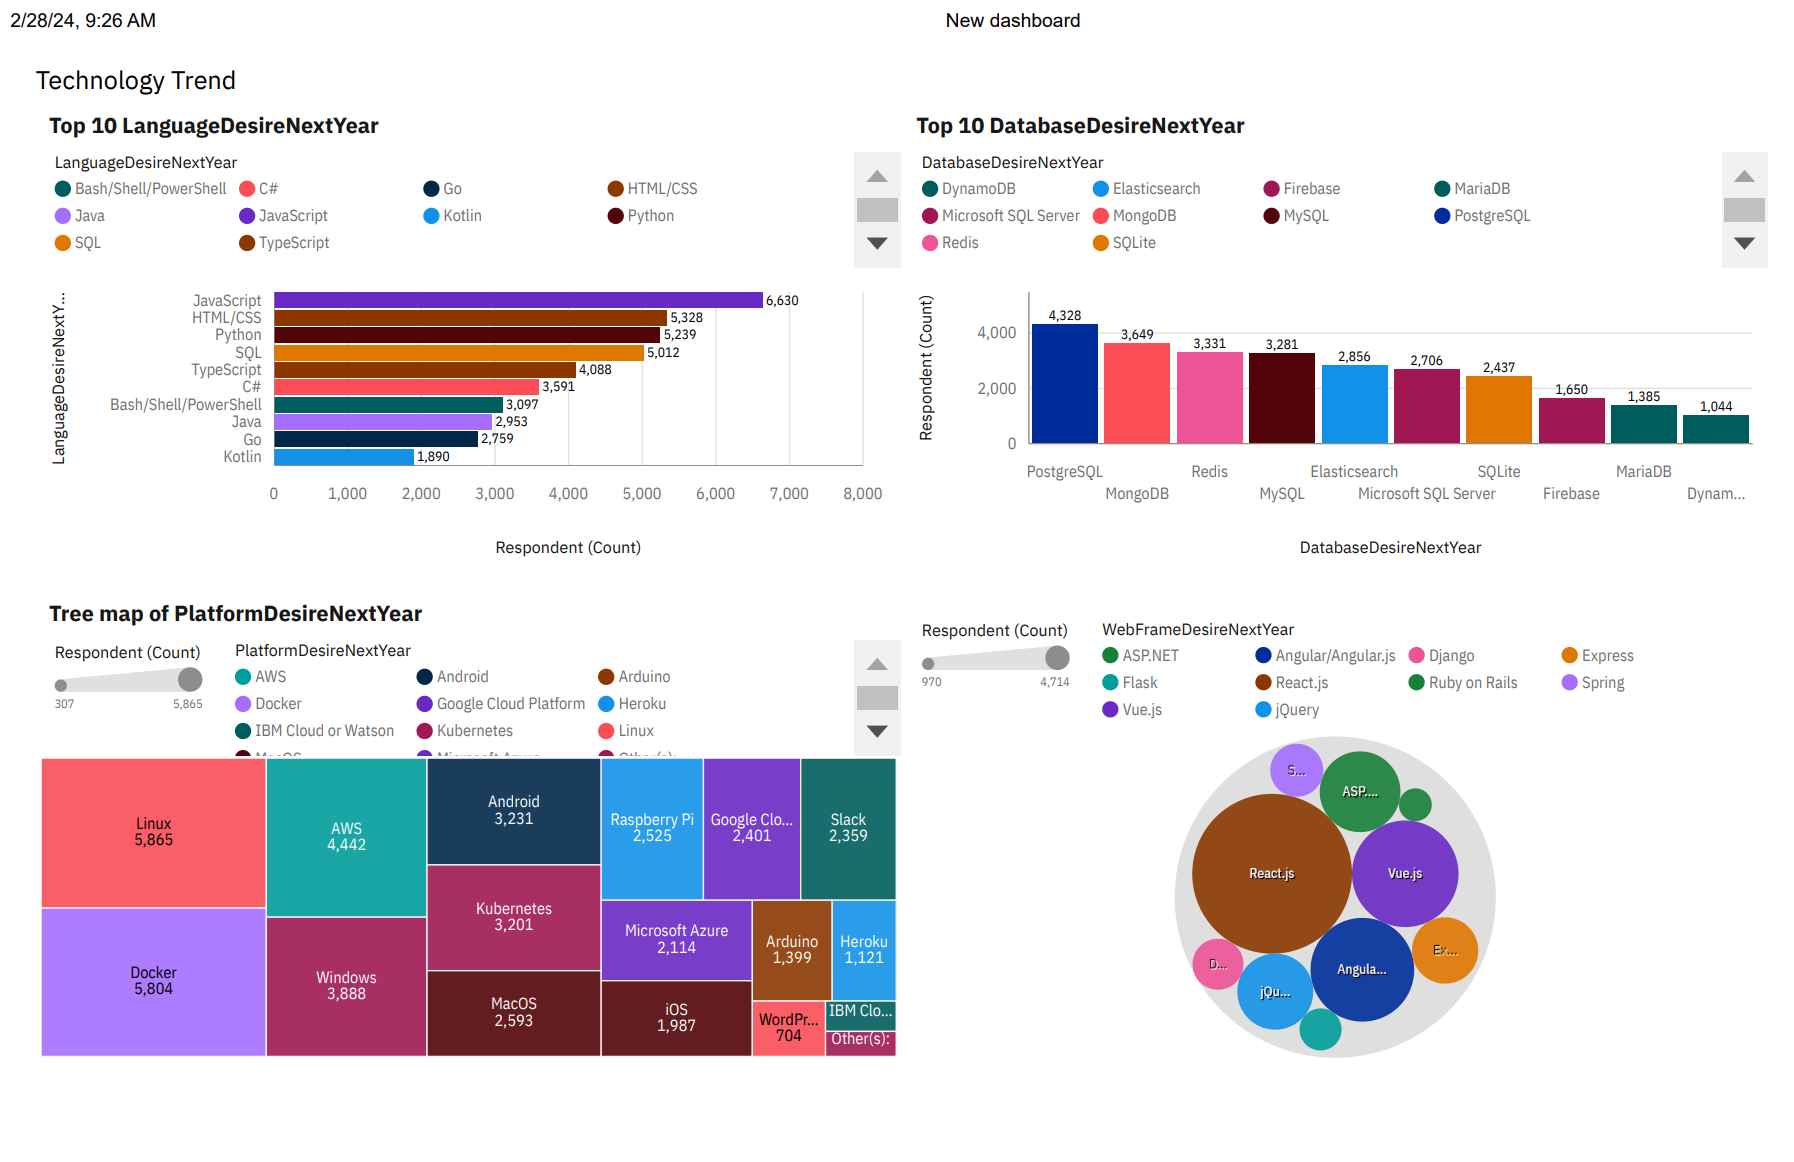 2/28/24, 9:26 AM
New dashboard
Technology Trend
Top 10 LanguageDesireNextYear
LanguageDesireNextYear
Bash/Shell/PowerShell
C#
Go
HTML/CSS
Java
JavaScript
Kotlin
Python
SQL
TypeScript
LanguageDesireNextY...
JavaScript
6,630
HTML/CSS
5,328
Python
5,239
SQL
5,012
TypeScript
4,088
C#
3,591
Bash/Shell/PowerShell
3,097
Java
2,953
Go
2,759
Kotlin
1,890
0
1,000
2,000
3,000
4,000
5,000
6,000
7,000
8,000
Respondent (Count)
Top 10 DatabaseDesireNextYear
DatabaseDesireNextYear
DynamoDB
Elasticsearch
Firebase
MariaDB
Microsoft SQL Server
MongoDB
MySQL
PostgreSQL
Redis
SQLite
Respondent (Count)
4,000
2,000
0
4,328
3,649
3,331
3,281
2,856
2,706
2,437
1,650
1,385
1,044
PostgreSQL
MongoDB
Redis
MySQL
Elasticsearch
Microsoft SQL Server
SQLite
Firebase
MariaDB
Dynam...
DatabaseDesireNextYear
Tree map of PlatformDesireNextYear
Respondent (Count)
307
5,865
PlatformDesireNextYear
AWS
Android
Arduino
Docker
Google Cloud Platform
Heroku
IBM Cloud or Watson
Kubernetes
Linux
MacOS
Microsoft Azure
Other(s):
Linux
5,865
Docker
5,804
AWS
4,442
Windows
3,888
Android
3,231
Kubernetes
3,201
MacOS
2,593
Raspberry Pi
2,525
Google Clo...
2,401
Slack
2,359
Microsoft Azure
2,114
iOS
1,987
Arduino
1,399
Heroku
1,121
WordPr...
704
IBM Clo...
Other(s):
Respondent (Count)
970
4,714
WebFrameDesireNextYear
ASP.NET
Angular/Angular.js
Django
Express
Flask
React.js
Ruby on Rails
Spring
Vue.js
jQuery
S...
ASP....
React.js
Vue.js
D...
jQu...
Angula...
Ex...